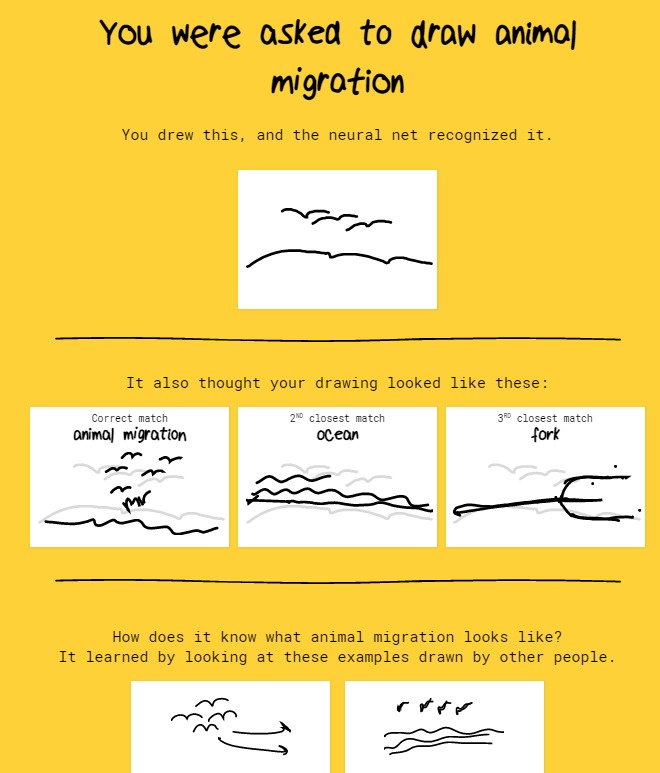 You were asked to draw animal
migration
You drew this, and the neural net recognized it.
It also thought your drawing looked like these:
Correct match
animal migration
2ND closest match
ocean
3RD closest match
fork
How does it know what animal migration looks like?
It learned by looking at these examples drawn by other people.